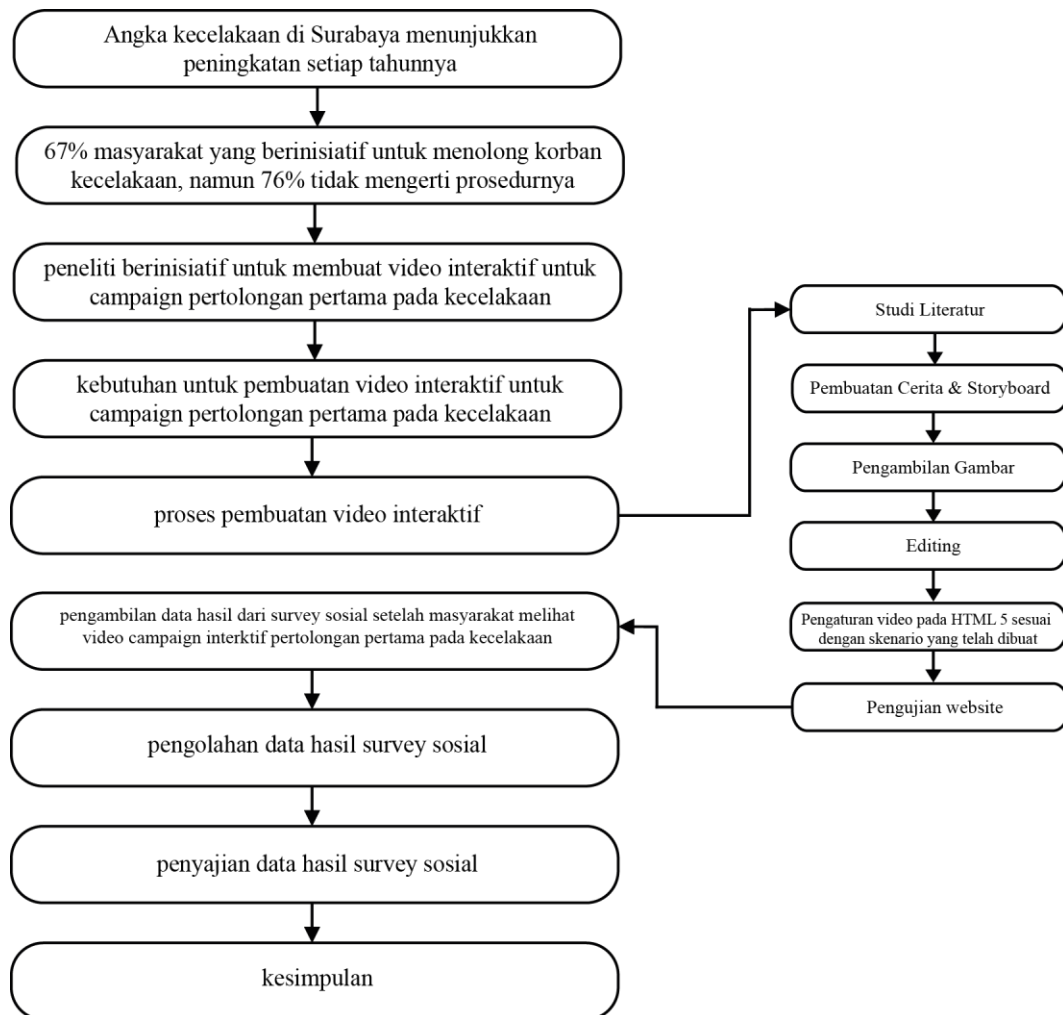 Angka kecelakaan di Surabaya menunjukkan
peningkatan setiap tahunnya
67% masyarakat yang berinisiatif untuk menolong korban
kecelakaan, namun 76% tidak mengerti prosedurnya
peneliti berinisiatif untuk membuat video interaktif untuk
campaign pertolongan pertama pada kecelakaan
kebutuhan untuk pembuatan video interaktif untuk
campaign pertolongan pertama pada kecelakaan
proses pembuatan video interaktif
Studi Literatur
Pembuatan Cerita & Storyboard
Pengambilan Gambar
Editing
Pengaturan video pada HTML 5 sesuai
dengan skenario yang telah dibuat
Pengujian website
pengambilan data hasil dari survey sosial setelah masyarakat melihat
video campaign interktif pertolongan pertama pada kecelakaan
pengolahan data hasil survey sosial
penyajian data hasil survey sosial
kesimpulan